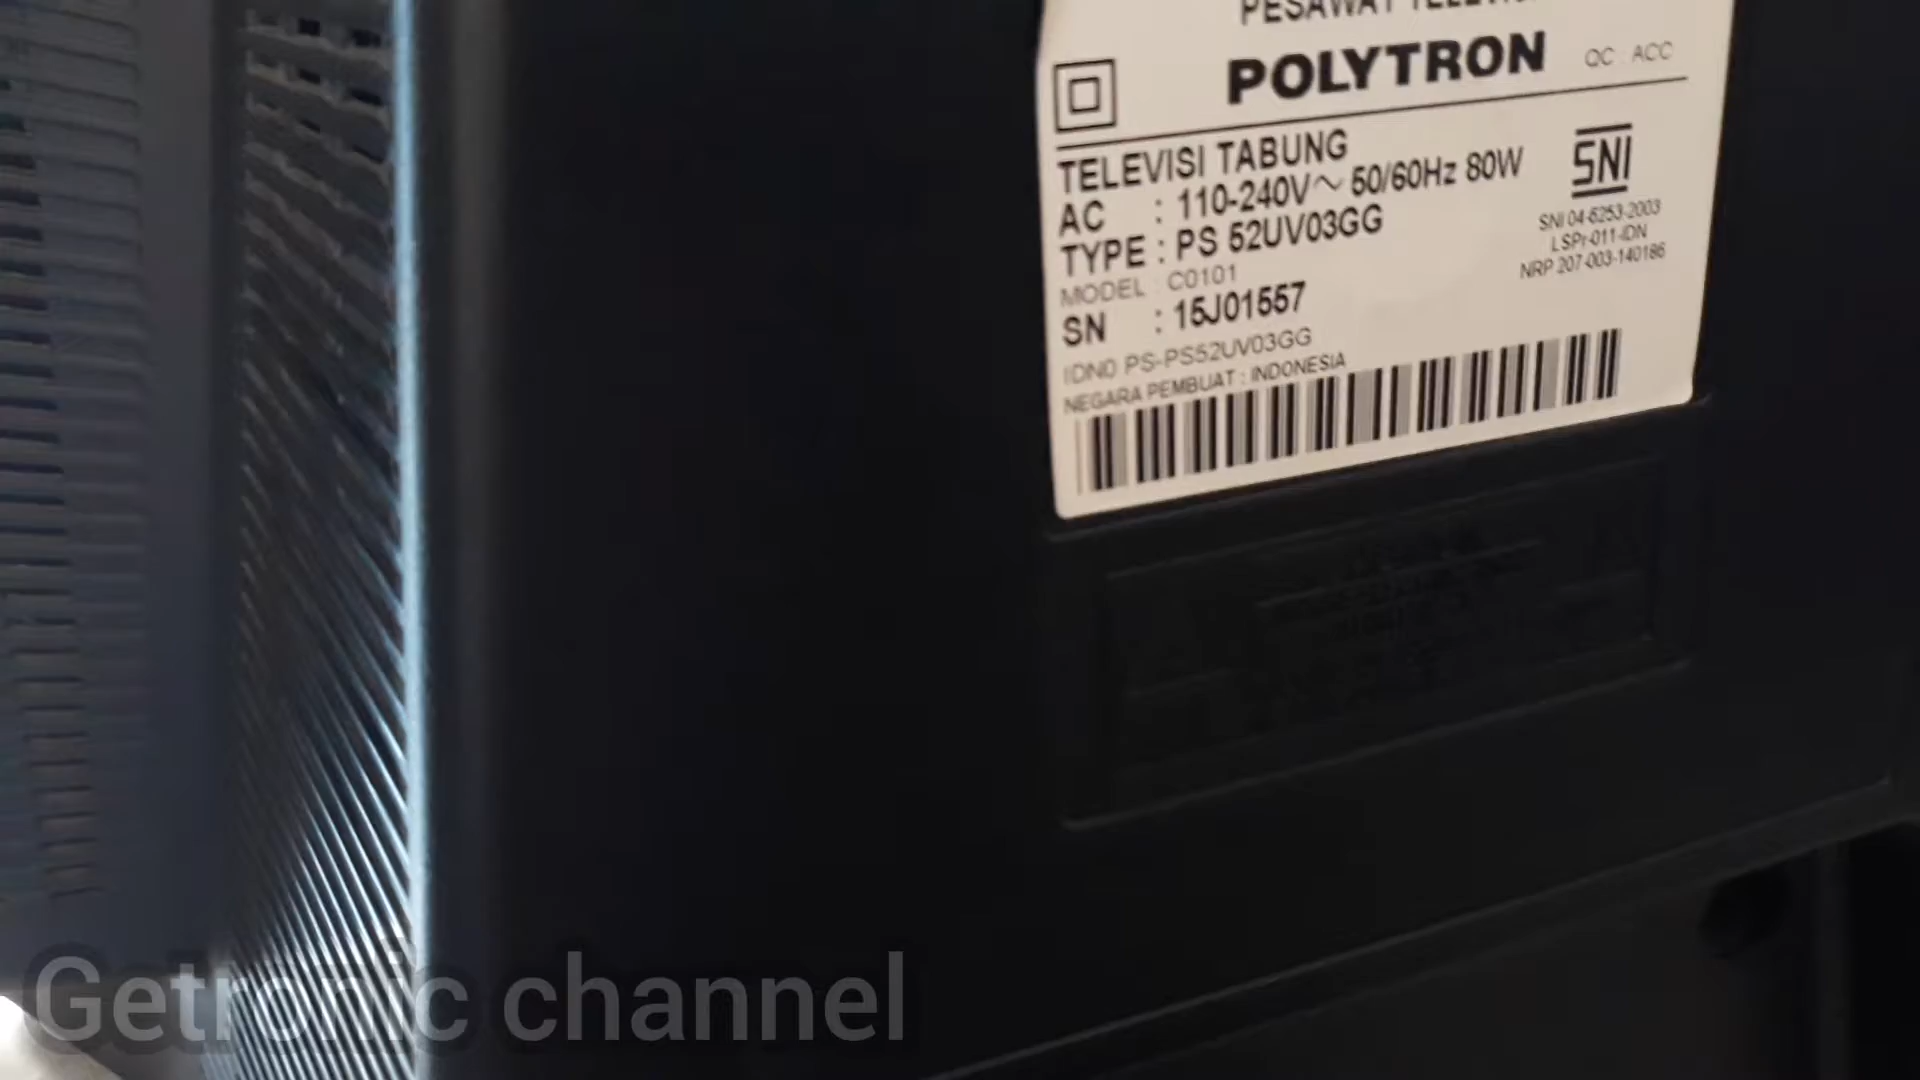 PESAWAT TELEVISI
POLYTRON
QC : ACC
TELEVISI TABUNG
AC : 110-240V~ 50/60Hz 80W
TYPE : PS 52UV03GG
MODEL : C0101
SN : 15J01557
IDNO PS-PS52UV03GG
NEGARA PEMBUAT : INDONESIA
SNI
SNI 04-6253-2003
LSPr-011-IDN
NRP 207-003-140186
Getronic channel